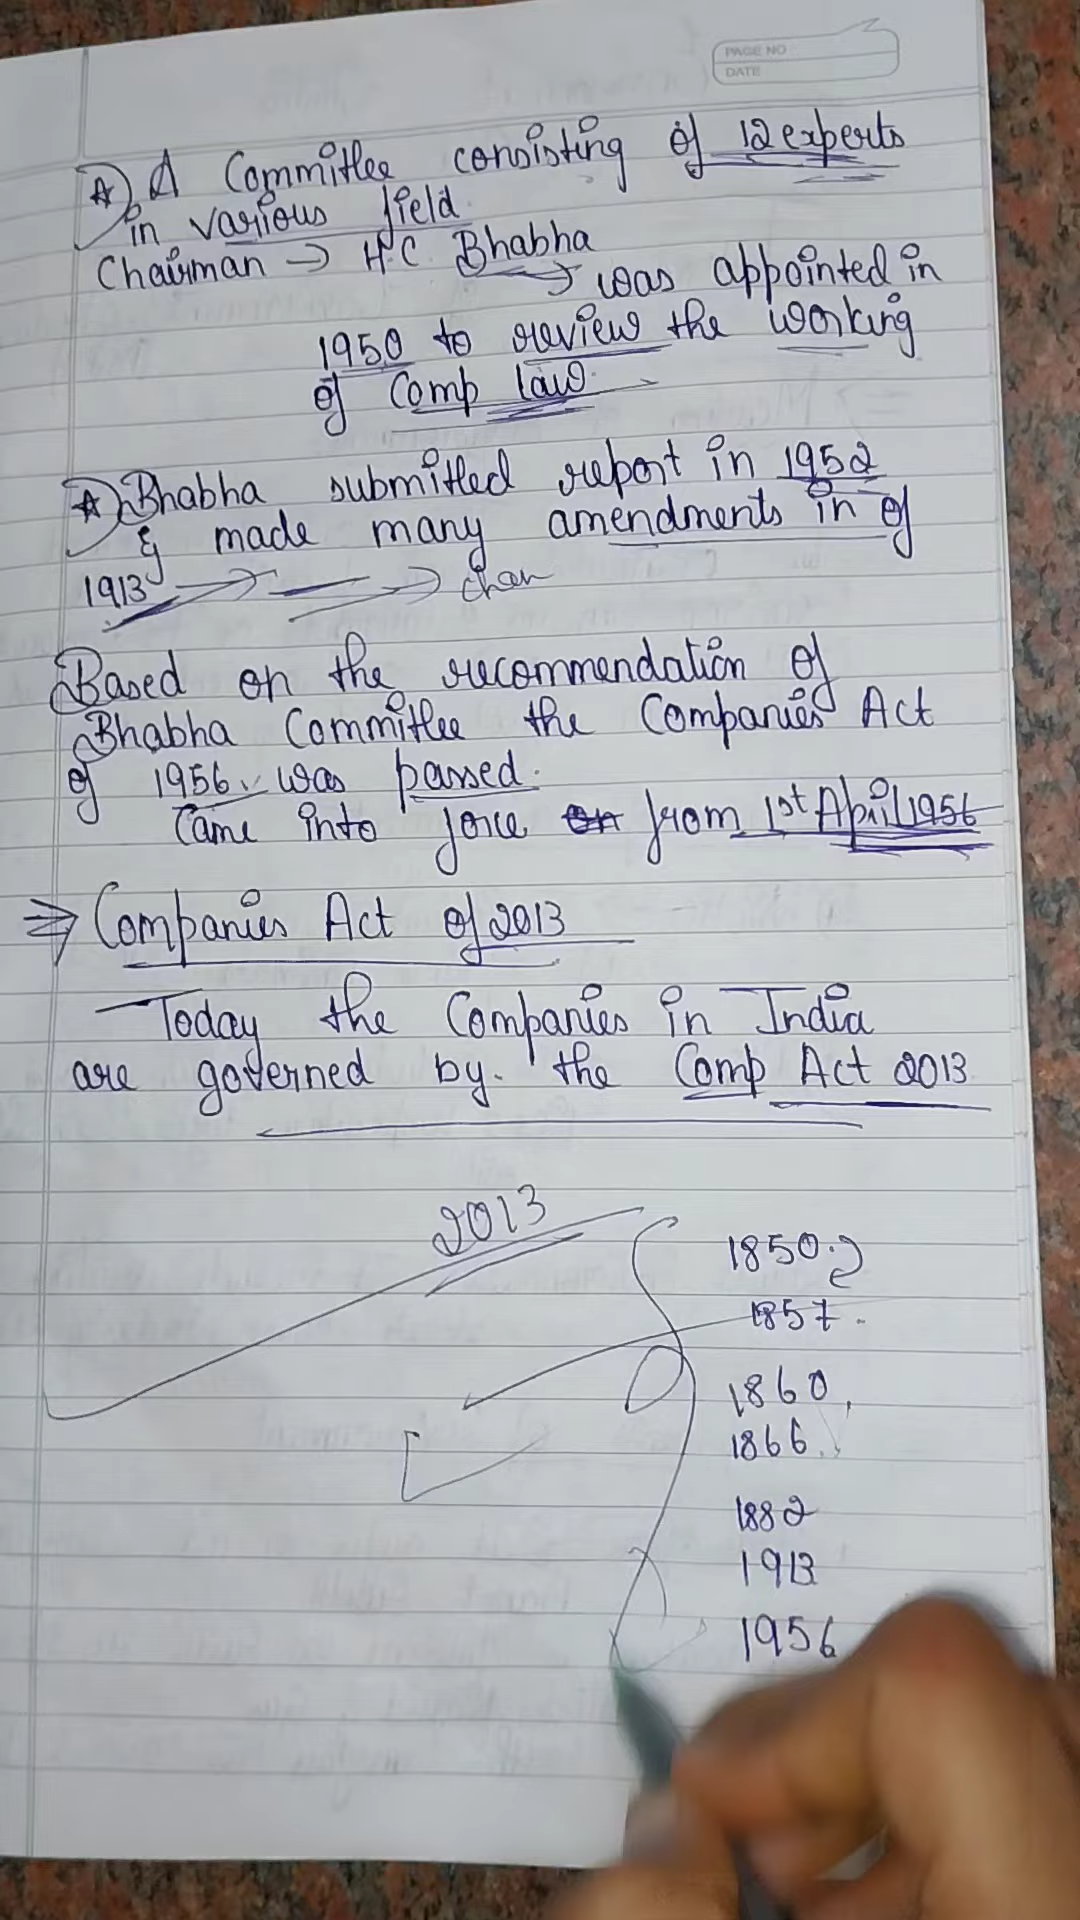 PAGE NO
DATE
A Committee consisting of 12 experts
in various field.
Chairman → H.C. Bhabha
→ was appointed in
1950 to review the working
of Comp law.
Bhabha submitted report in 1952
& made many amendments in of
1913 → → chan
Based on the recommendation of
Bhabha Committee the Companies Act
of 1956 was passed.
Came into force from 1st April 1956
⇒ Companies Act of 2013
Today the Companies in India
are governed by. the Comp Act 2013
2013
1850.
1857.
1860,
1866.
1882
1913
1956